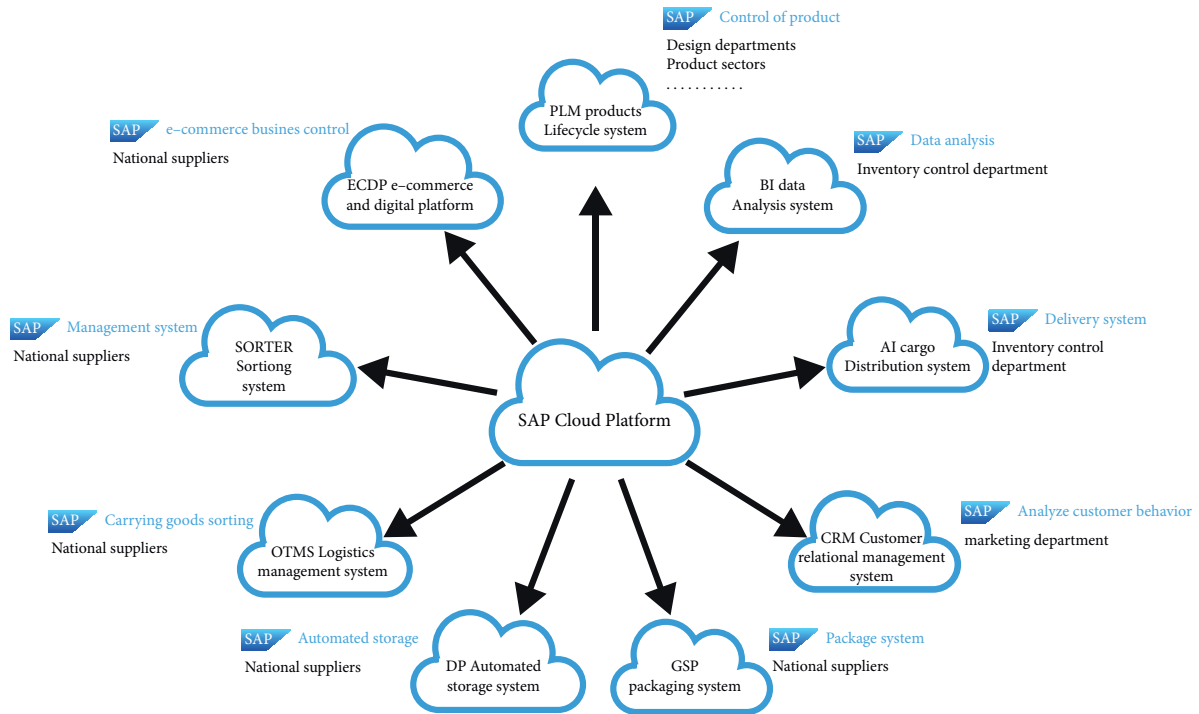 SAP Control of product
Design departments
Product sectors
...........
PLM products
Lifecycle system
SAP e-commerce busines control
National suppliers
ECDP e-commerce
and digital platform
SAP Data analysis
Inventory control department
BI data
Analysis system
SAP Management system
National suppliers
SORTER
Sortiong
system
SAP Delivery system
Inventory control
department
AI cargo
Distribution system
SAP Cloud Platform
SAP Carrying goods sorting
National suppliers
OTMS Logistics
management system
SAP Analyze customer behavior
marketing department
CRM Customer
relational management
system
SAP Automated storage
National suppliers
DP Automated
storage system
SAP Package system
National suppliers
GSP
packaging system